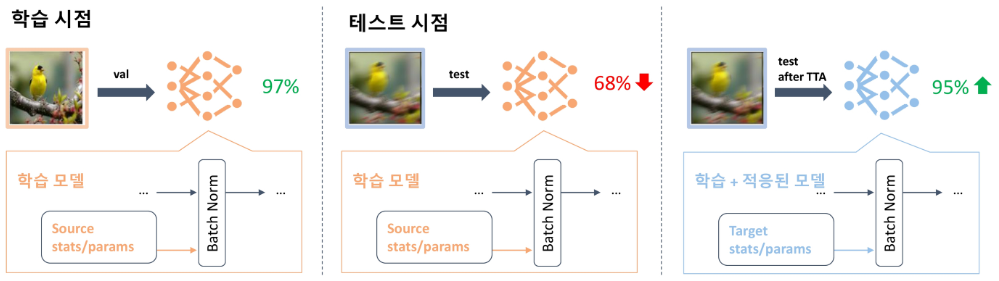 학습 시점
val
97%
학습 모델
...
...
Source
stats/params
Batch Norm
테스트 시점
test
68%
학습 모델
...
...
Source
stats/params
Batch Norm
test
after TTA
95%
학습 + 적응된 모델
...
...
Target
stats/params
Batch Norm